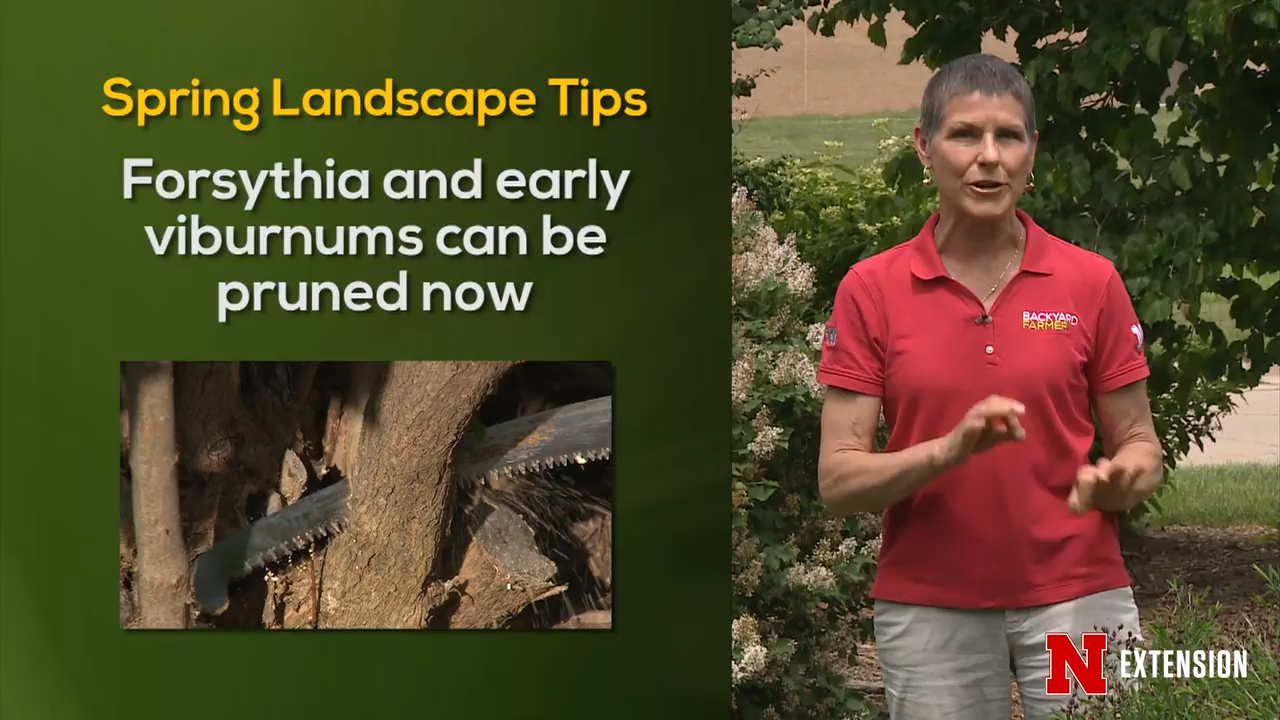 Spring Landscape Tips
Forsythia and early
viburnums can be
pruned now
BACKYARD
FARMER
N EXTENSION